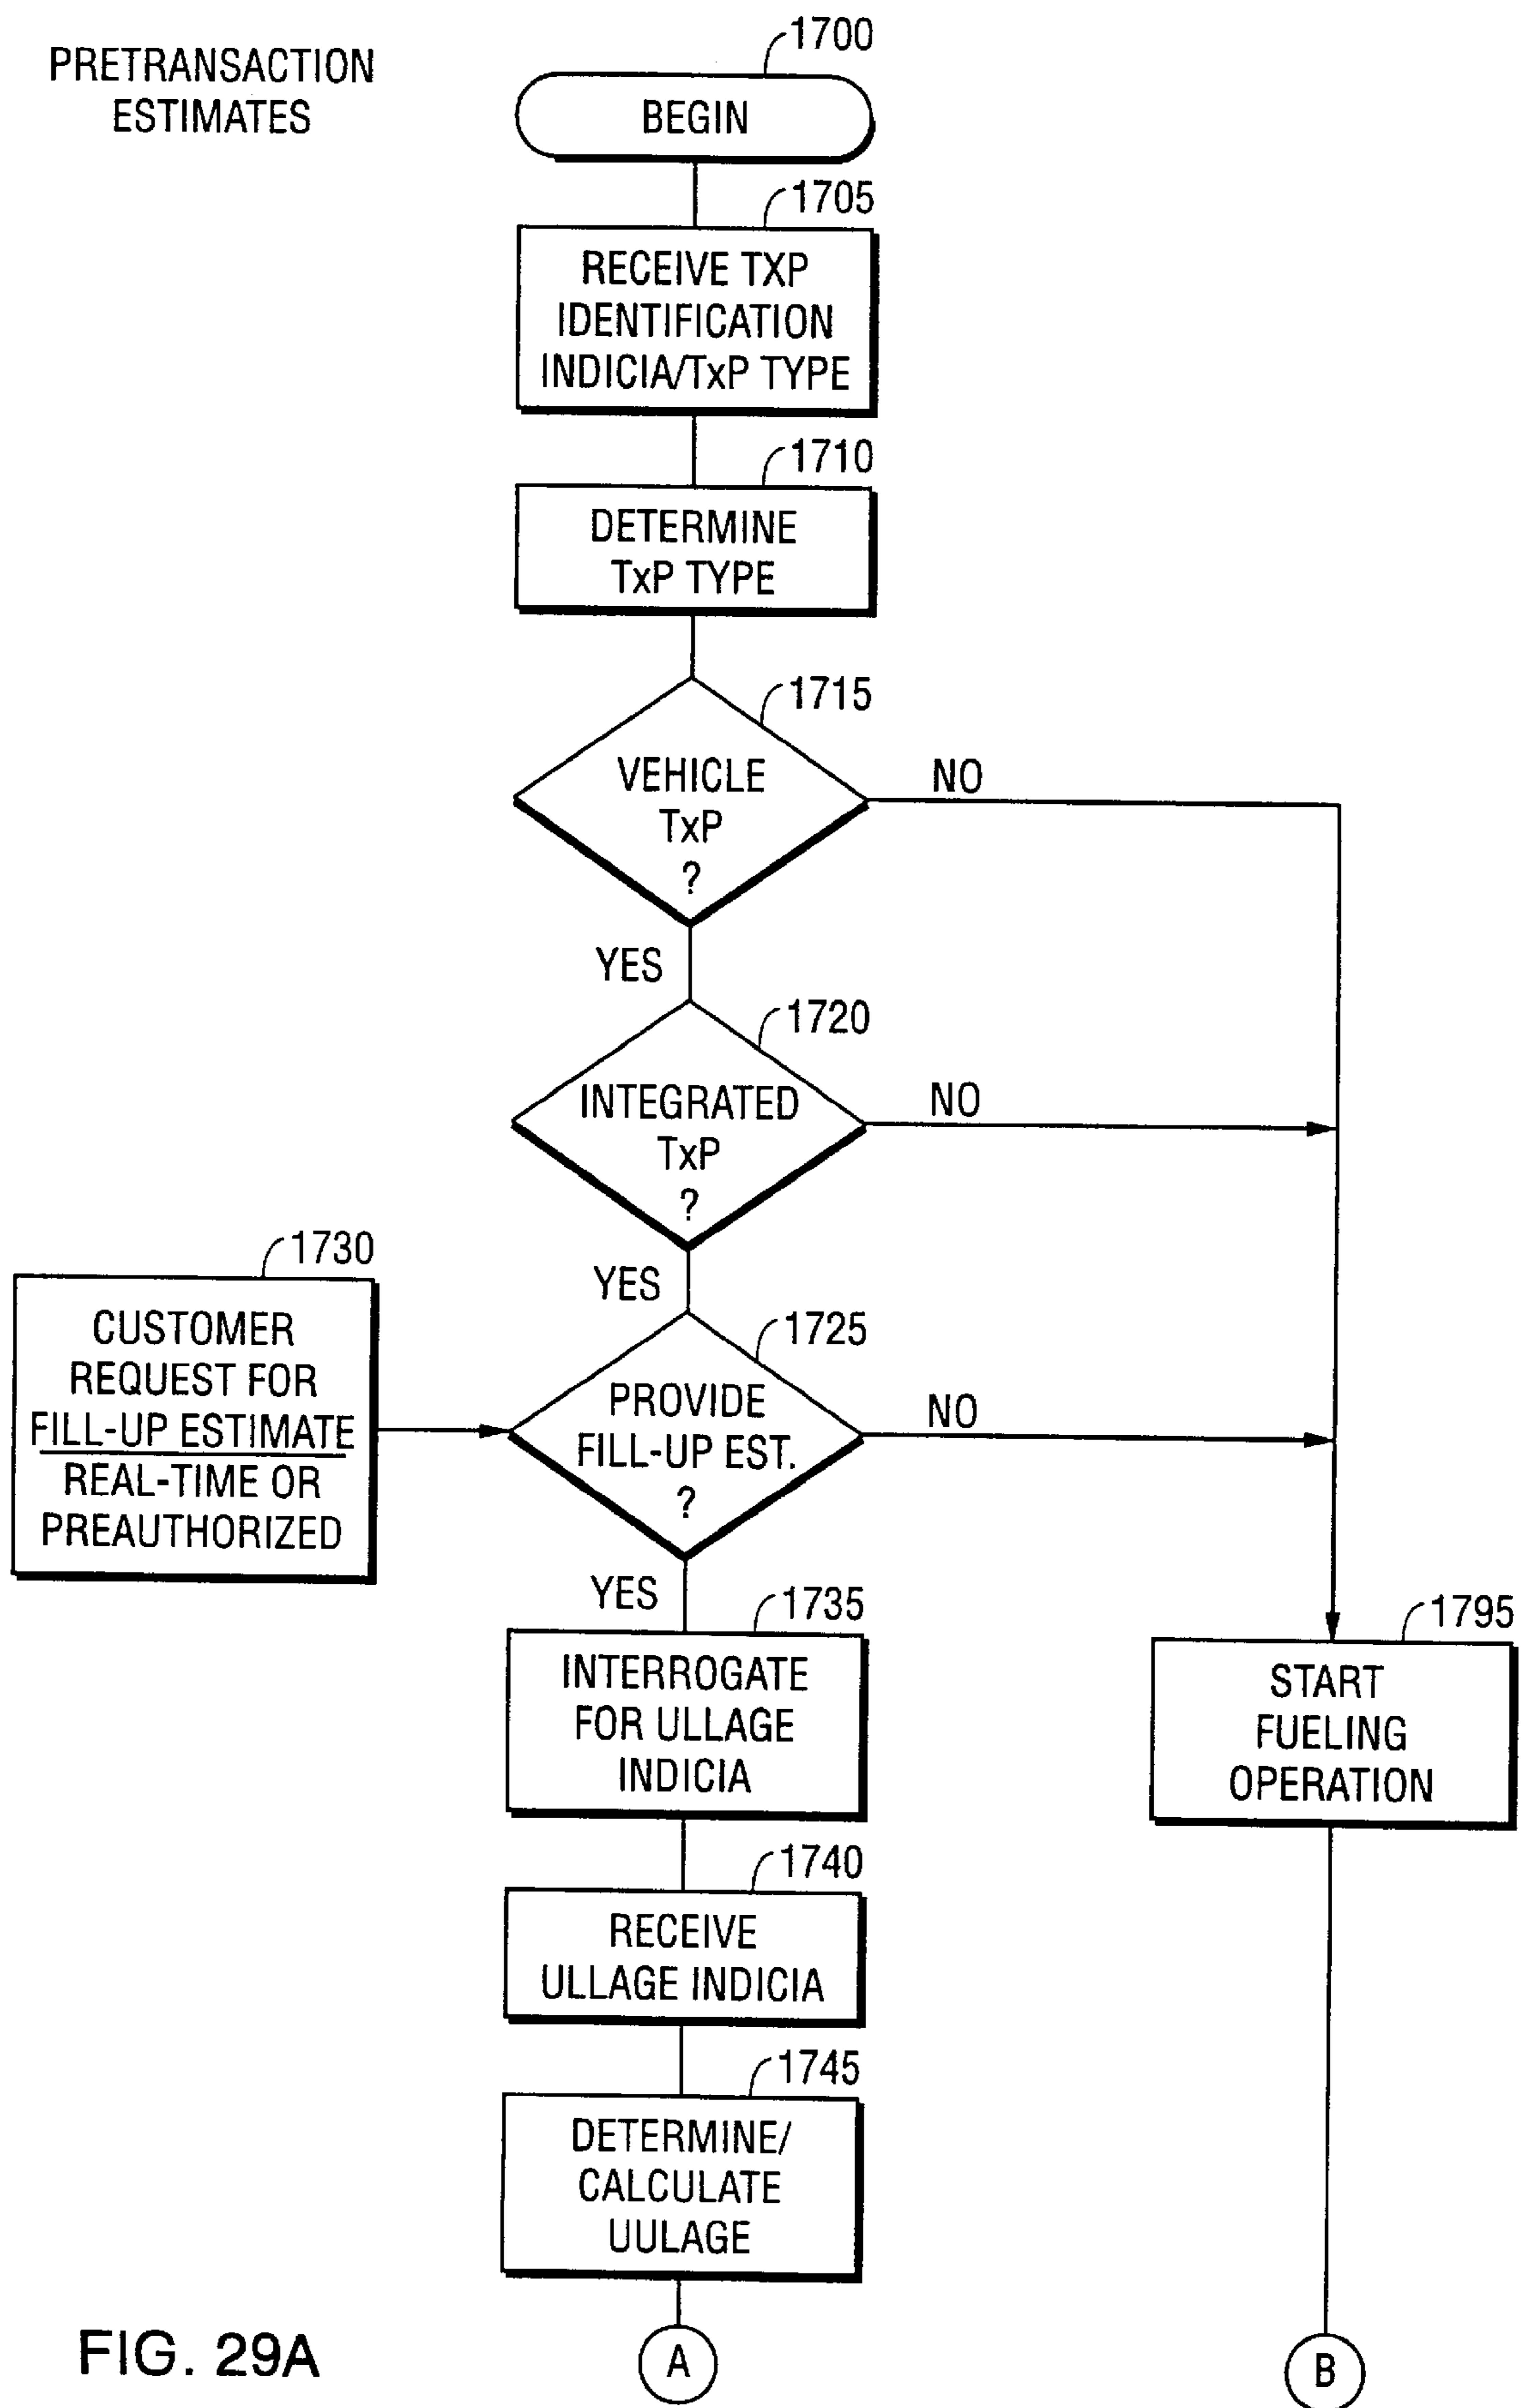 PRETRANSACTION
ESTIMATES
1700
BEGIN
1705
RECEIVE TXP
IDENTIFICATION
INDICIA/TxP TYPE
1710
DETERMINE
TxP TYPE
1715
VEHICLE
TxP
?
NO
YES
1720
INTEGRATED
TxP
?
NO
YES
1730
CUSTOMER
REQUEST FOR
FILL-UP ESTIMATE
REAL-TIME OR
PREAUTHORIZED
1725
PROVIDE
FILL-UP EST.
?
NO
YES
1735
INTERROGATE
FOR ULLAGE
INDICIA
1795
START
FUELING
OPERATION
1740
RECEIVE
ULLAGE INDICIA
1745
DETERMINE/
CALCULATE
UULAGE
FIG. 29A
A
B